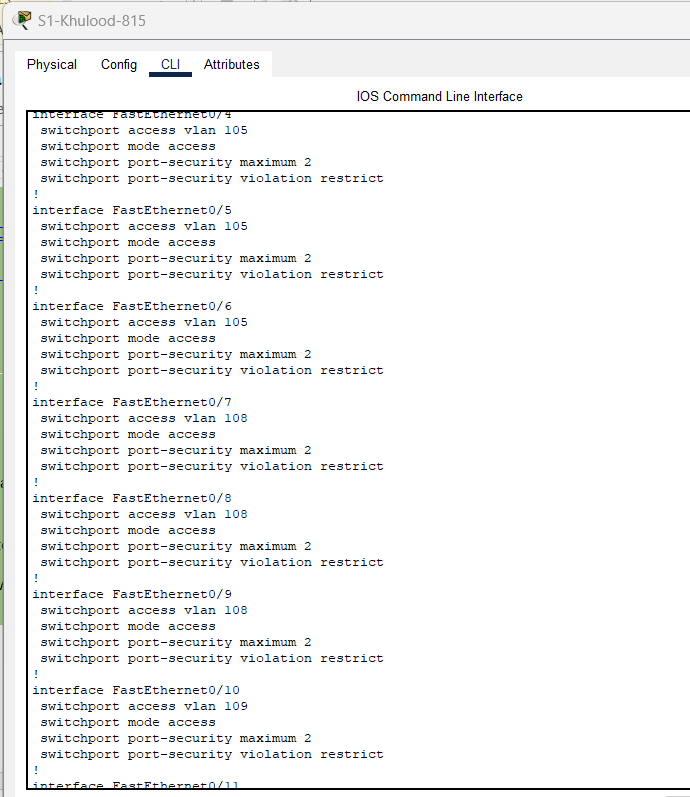 S1-Khulood-815
Physical Config CLI Attributes
IOS Command Line Interface
interface FastEthernet0/4
switchport access vlan 105
switchport mode access
switchport port-security maximum 2
switchport port-security violation restrict
!
interface FastEthernet0/5
switchport access vlan 105
switchport mode access
switchport port-security maximum 2
switchport port-security violation restrict
!
interface FastEthernet0/6
switchport access vlan 105
switchport mode access
switchport port-security maximum 2
switchport port-security violation restrict
!
interface FastEthernet0/7
switchport access vlan 108
switchport mode access
switchport port-security maximum 2
switchport port-security violation restrict
!
interface FastEthernet0/8
switchport access vlan 108
switchport mode access
switchport port-security maximum 2
switchport port-security violation restrict
!
interface FastEthernet0/9
switchport access vlan 108
switchport mode access
switchport port-security maximum 2
switchport port-security violation restrict
!
interface FastEthernet0/10
switchport access vlan 109
switchport mode access
switchport port-security maximum 2
switchport port-security violation restrict
!
interface FastEthernet0/11